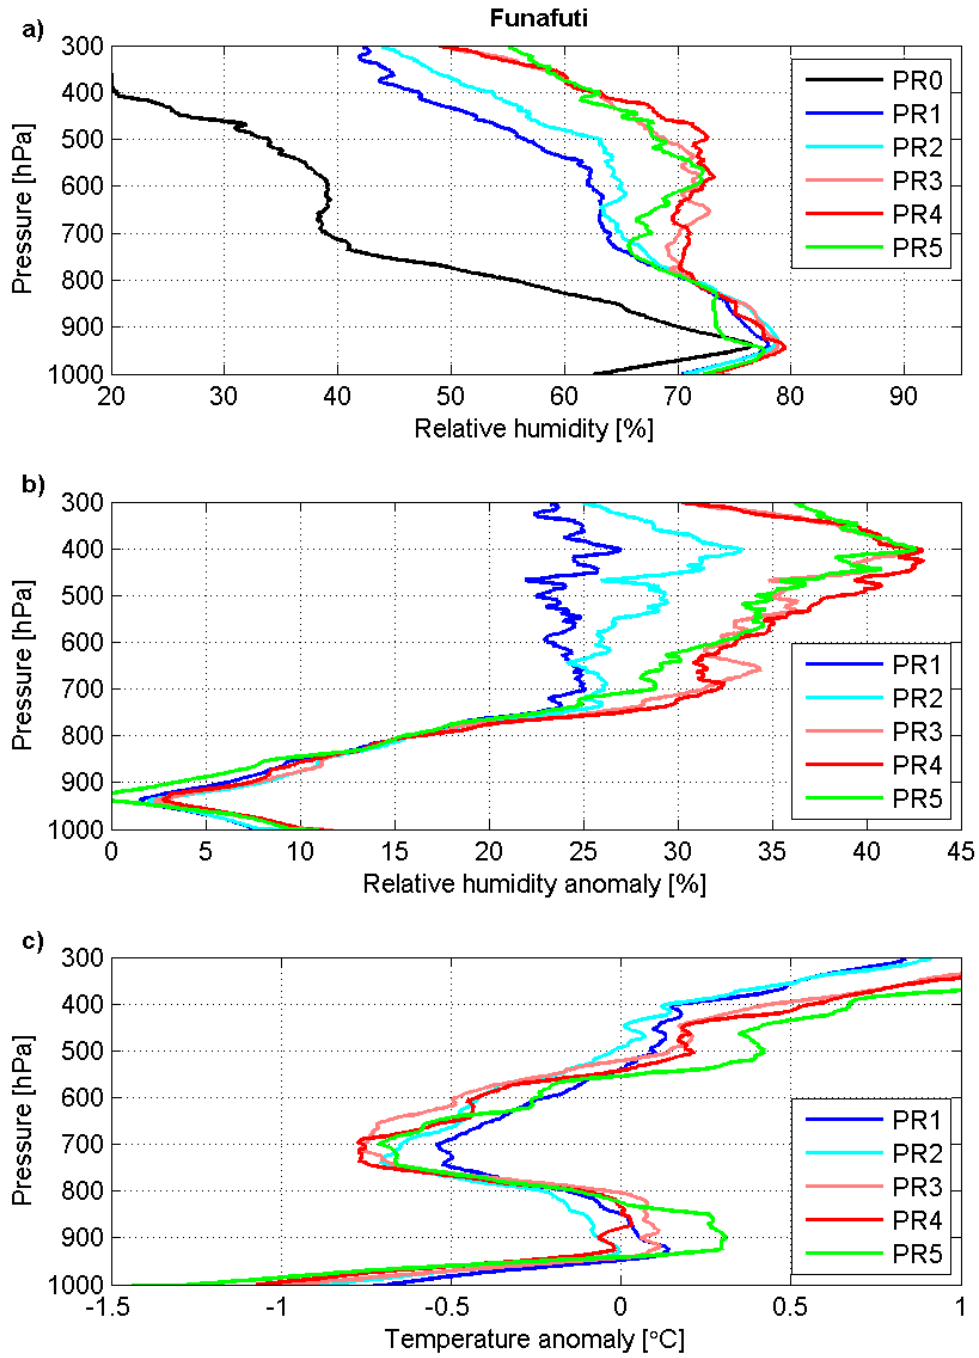 Funafuti
a)
300
400
500
600
700
800
900
1000
Pressure [hPa]
PR0
PR1
PR2
PR3
PR4
PR5
20 30 40 50 60 70 80 90
Relative humidity [%]
b)
300
400
500
600
700
800
900
1000
Pressure [hPa]
PR1
PR2
PR3
PR4
PR5
0 5 10 15 20 25 30 35 40 45
Relative humidity anomaly [%]
c)
300
400
500
600
700
800
900
1000
Pressure [hPa]
PR1
PR2
PR3
PR4
PR5
-1.5 -1 -0.5 0 0.5 1
Temperature anomaly [°C]